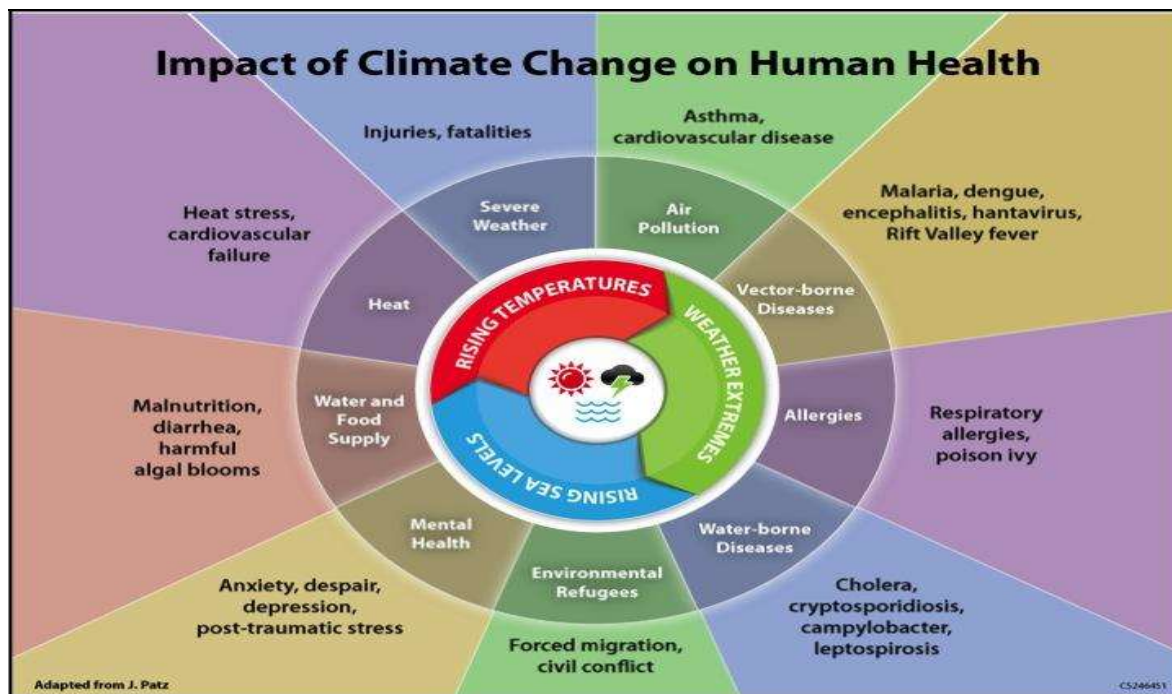 Impact of Climate Change on Human Health
Injuries, fatalities
Asthma,
cardiovascular disease
Heat stress,
cardiovascular
failure
Severe
Weather
Air
Pollution
Malaria, dengue,
encephalitis, hantavirus,
Rift Valley fever
Heat
Vector-borne
Diseases
RISING TEMPERATURES
WEATHER EXTREMES
RISING SEA LEVELS
Malnutrition,
diarrhea,
harmful
algal blooms
Water and
Food
Supply
Allergies
Respiratory
allergies,
poison ivy
Mental
Health
Water-borne
Diseases
Environmental
Refugees
Anxiety, despair,
depression,
post-traumatic stress
Forced migration,
civil conflict
Cholera,
cryptosporidiosis,
campylobacter,
leptospirosis
Adapted from J. Patz
CS246451